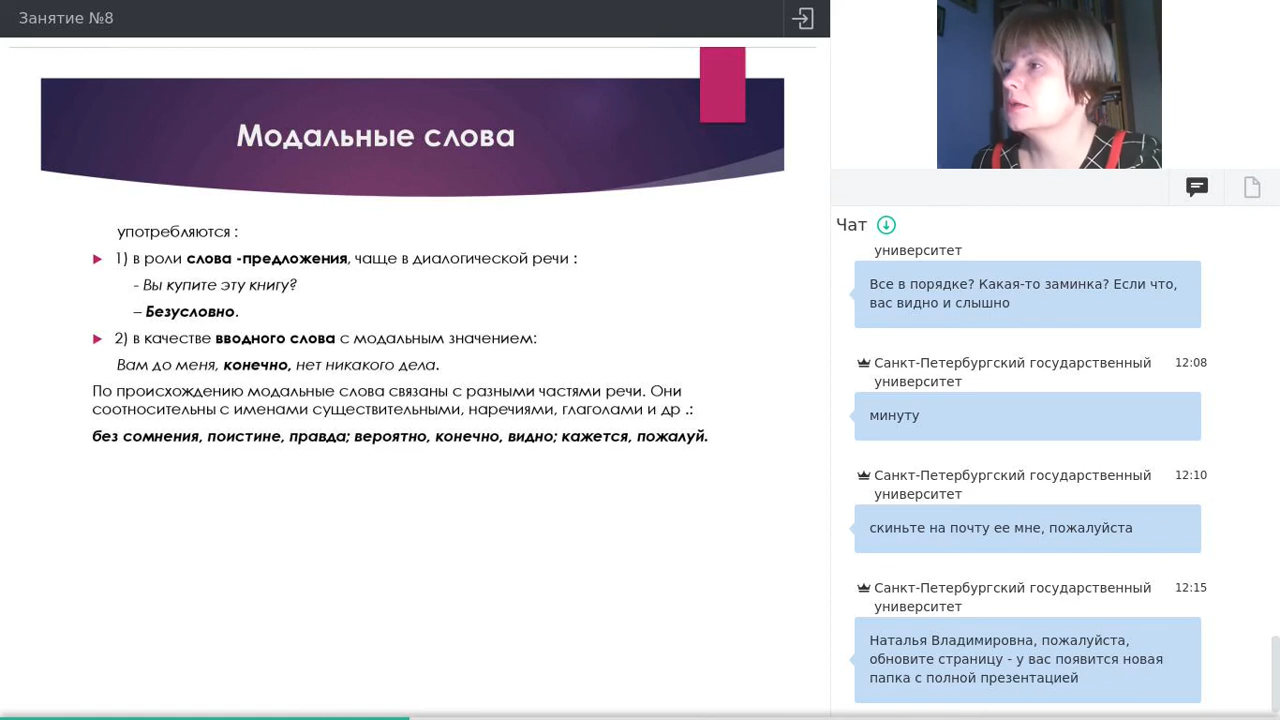 Занятие №8
Модальные слова
употребляются :
1) в роли слова -предложения, чаще в диалогической речи :
- Вы купите эту книгу?
– Безусловно.
2) в качестве вводного слова с модальным значением:
Вам до меня, конечно, нет никакого дела.
По происхождению модальные слова связаны с разными частями речи. Они
соотносительны с именами существительными, наречиями, глаголами и др .:
без сомнения, поистине, правда; вероятно, конечно, видно; кажется, пожалуй.
Чат
университет
Все в порядке? Какая-то заминка? Если что,
вас видно и слышно
Санкт-Петербургский государственный 12:08
университет
минуту
Санкт-Петербургский государственный 12:10
университет
скиньте на почту ее мне, пожалуйста
Санкт-Петербургский государственный 12:15
университет
Наталья Владимировна, пожалуйста,
обновите страницу - у вас появится новая
папка с полной презентацией